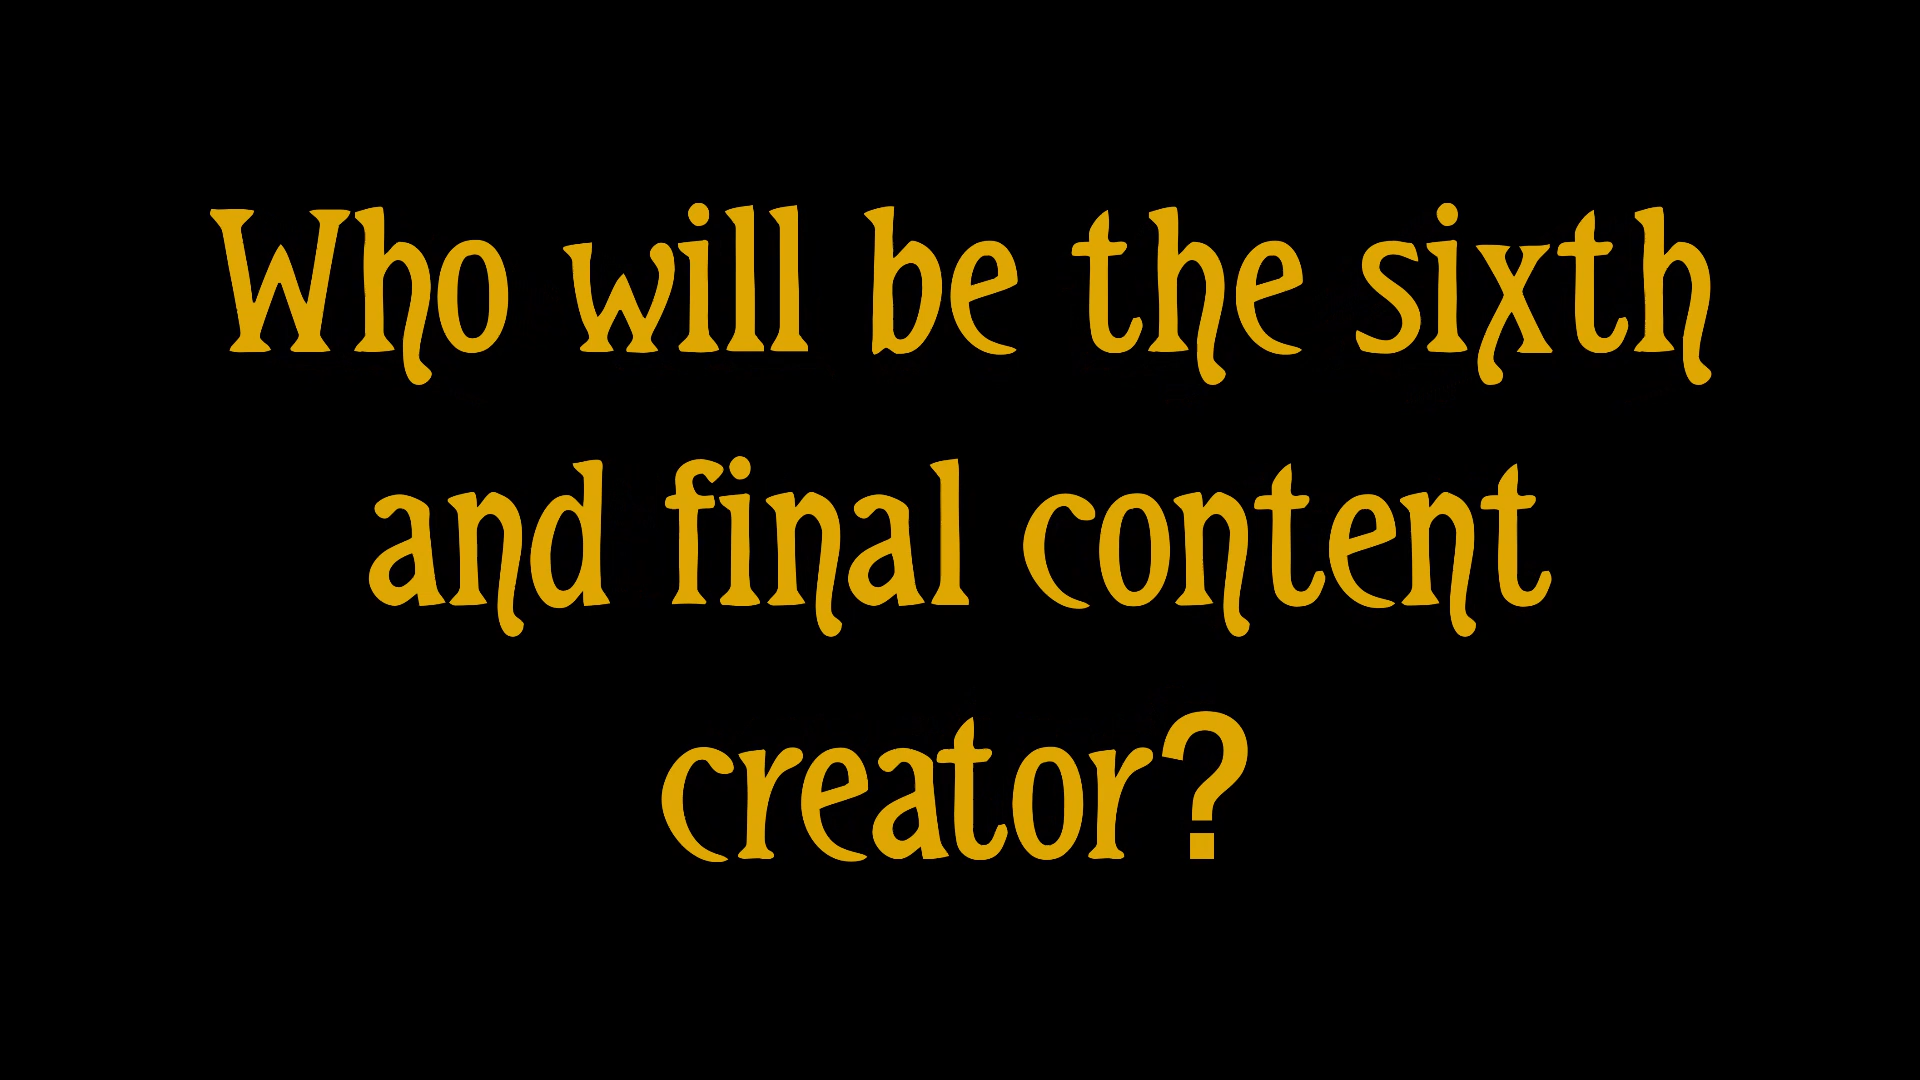 Who will be the sixth
and final content
creator?